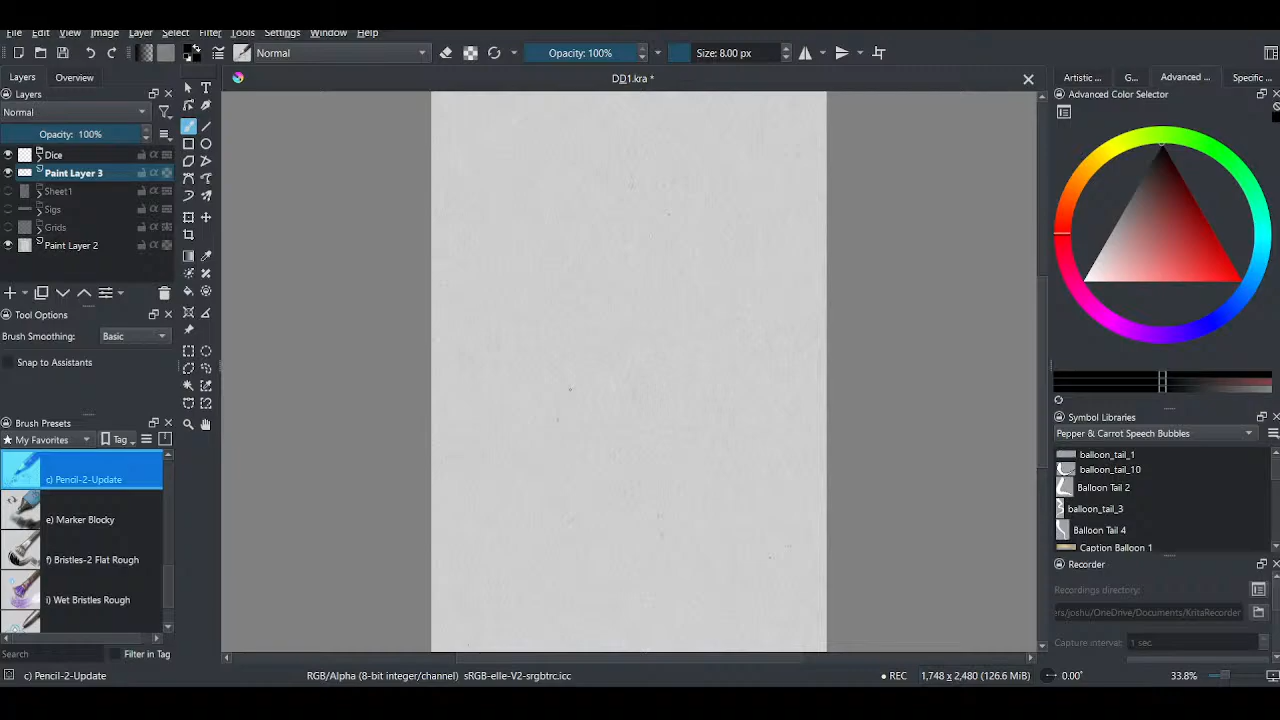 File Edit View Image Layer Select Filter Tools Settings Window Help
Normal Opacity: 100% Size: 8.00 px
Layers Overview DD1.kra * Artistic ... G... Advanced ... Specific ...
Layers Advanced Color Selector
Normal
Opacity: 100%
Dice
Paint Layer 3
Sheet1
Sigs
Grids
Paint Layer 2
Tool Options
Brush Smoothing: Basic
Snap to Assistants
Brush Presets
★ My Favorites Tag
c) Pencil-2-Update
e) Marker Blocky
f) Bristles-2 Flat Rough
i) Wet Bristles Rough
Search Filter in Tag
Symbol Libraries
Pepper & Carrot Speech Bubbles
balloon_tail_1
balloon_tail_10
Balloon Tail 2
balloon_tail_3
Balloon Tail 4
Caption Balloon 1
Recorder
Recordings directory:
ers/joshu/OneDrive/Documents/KritaRecorder
Capture interval: 1 sec
c) Pencil-2-Update RGB/Alpha (8-bit integer/channel) sRGB-elle-V2-srgbtrc.icc ● REC 1,748 x 2,480 (126.6 MiB) 0.00° 33.8%